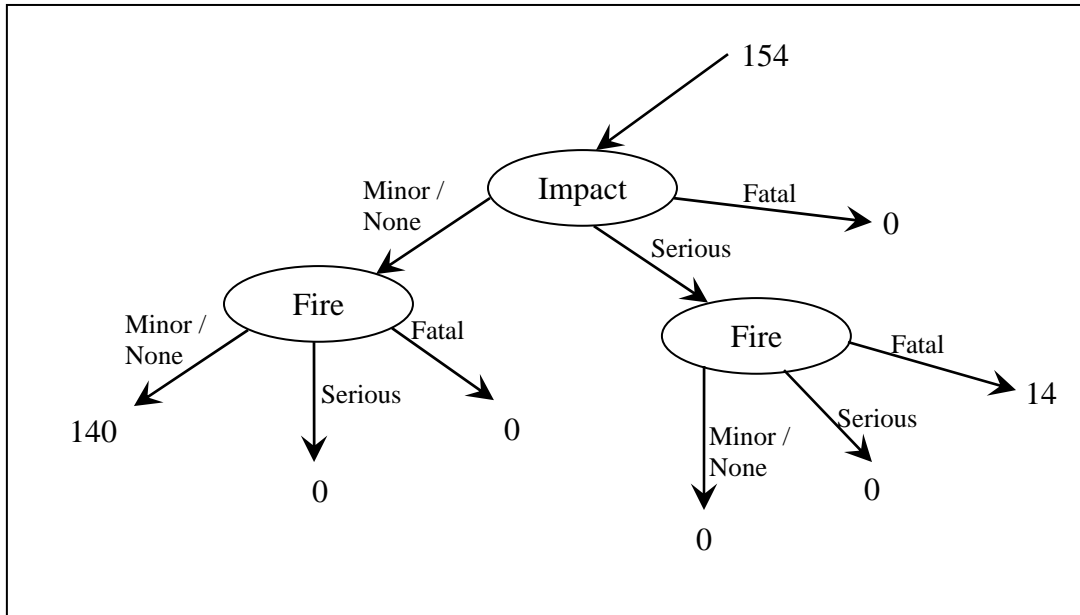 154
Impact
Minor /
None
Fatal
0
Serious
Fire
Minor /
None
Fatal
Serious
140
0
0
Fire
Fatal
14
Serious
Minor /
None
0
0